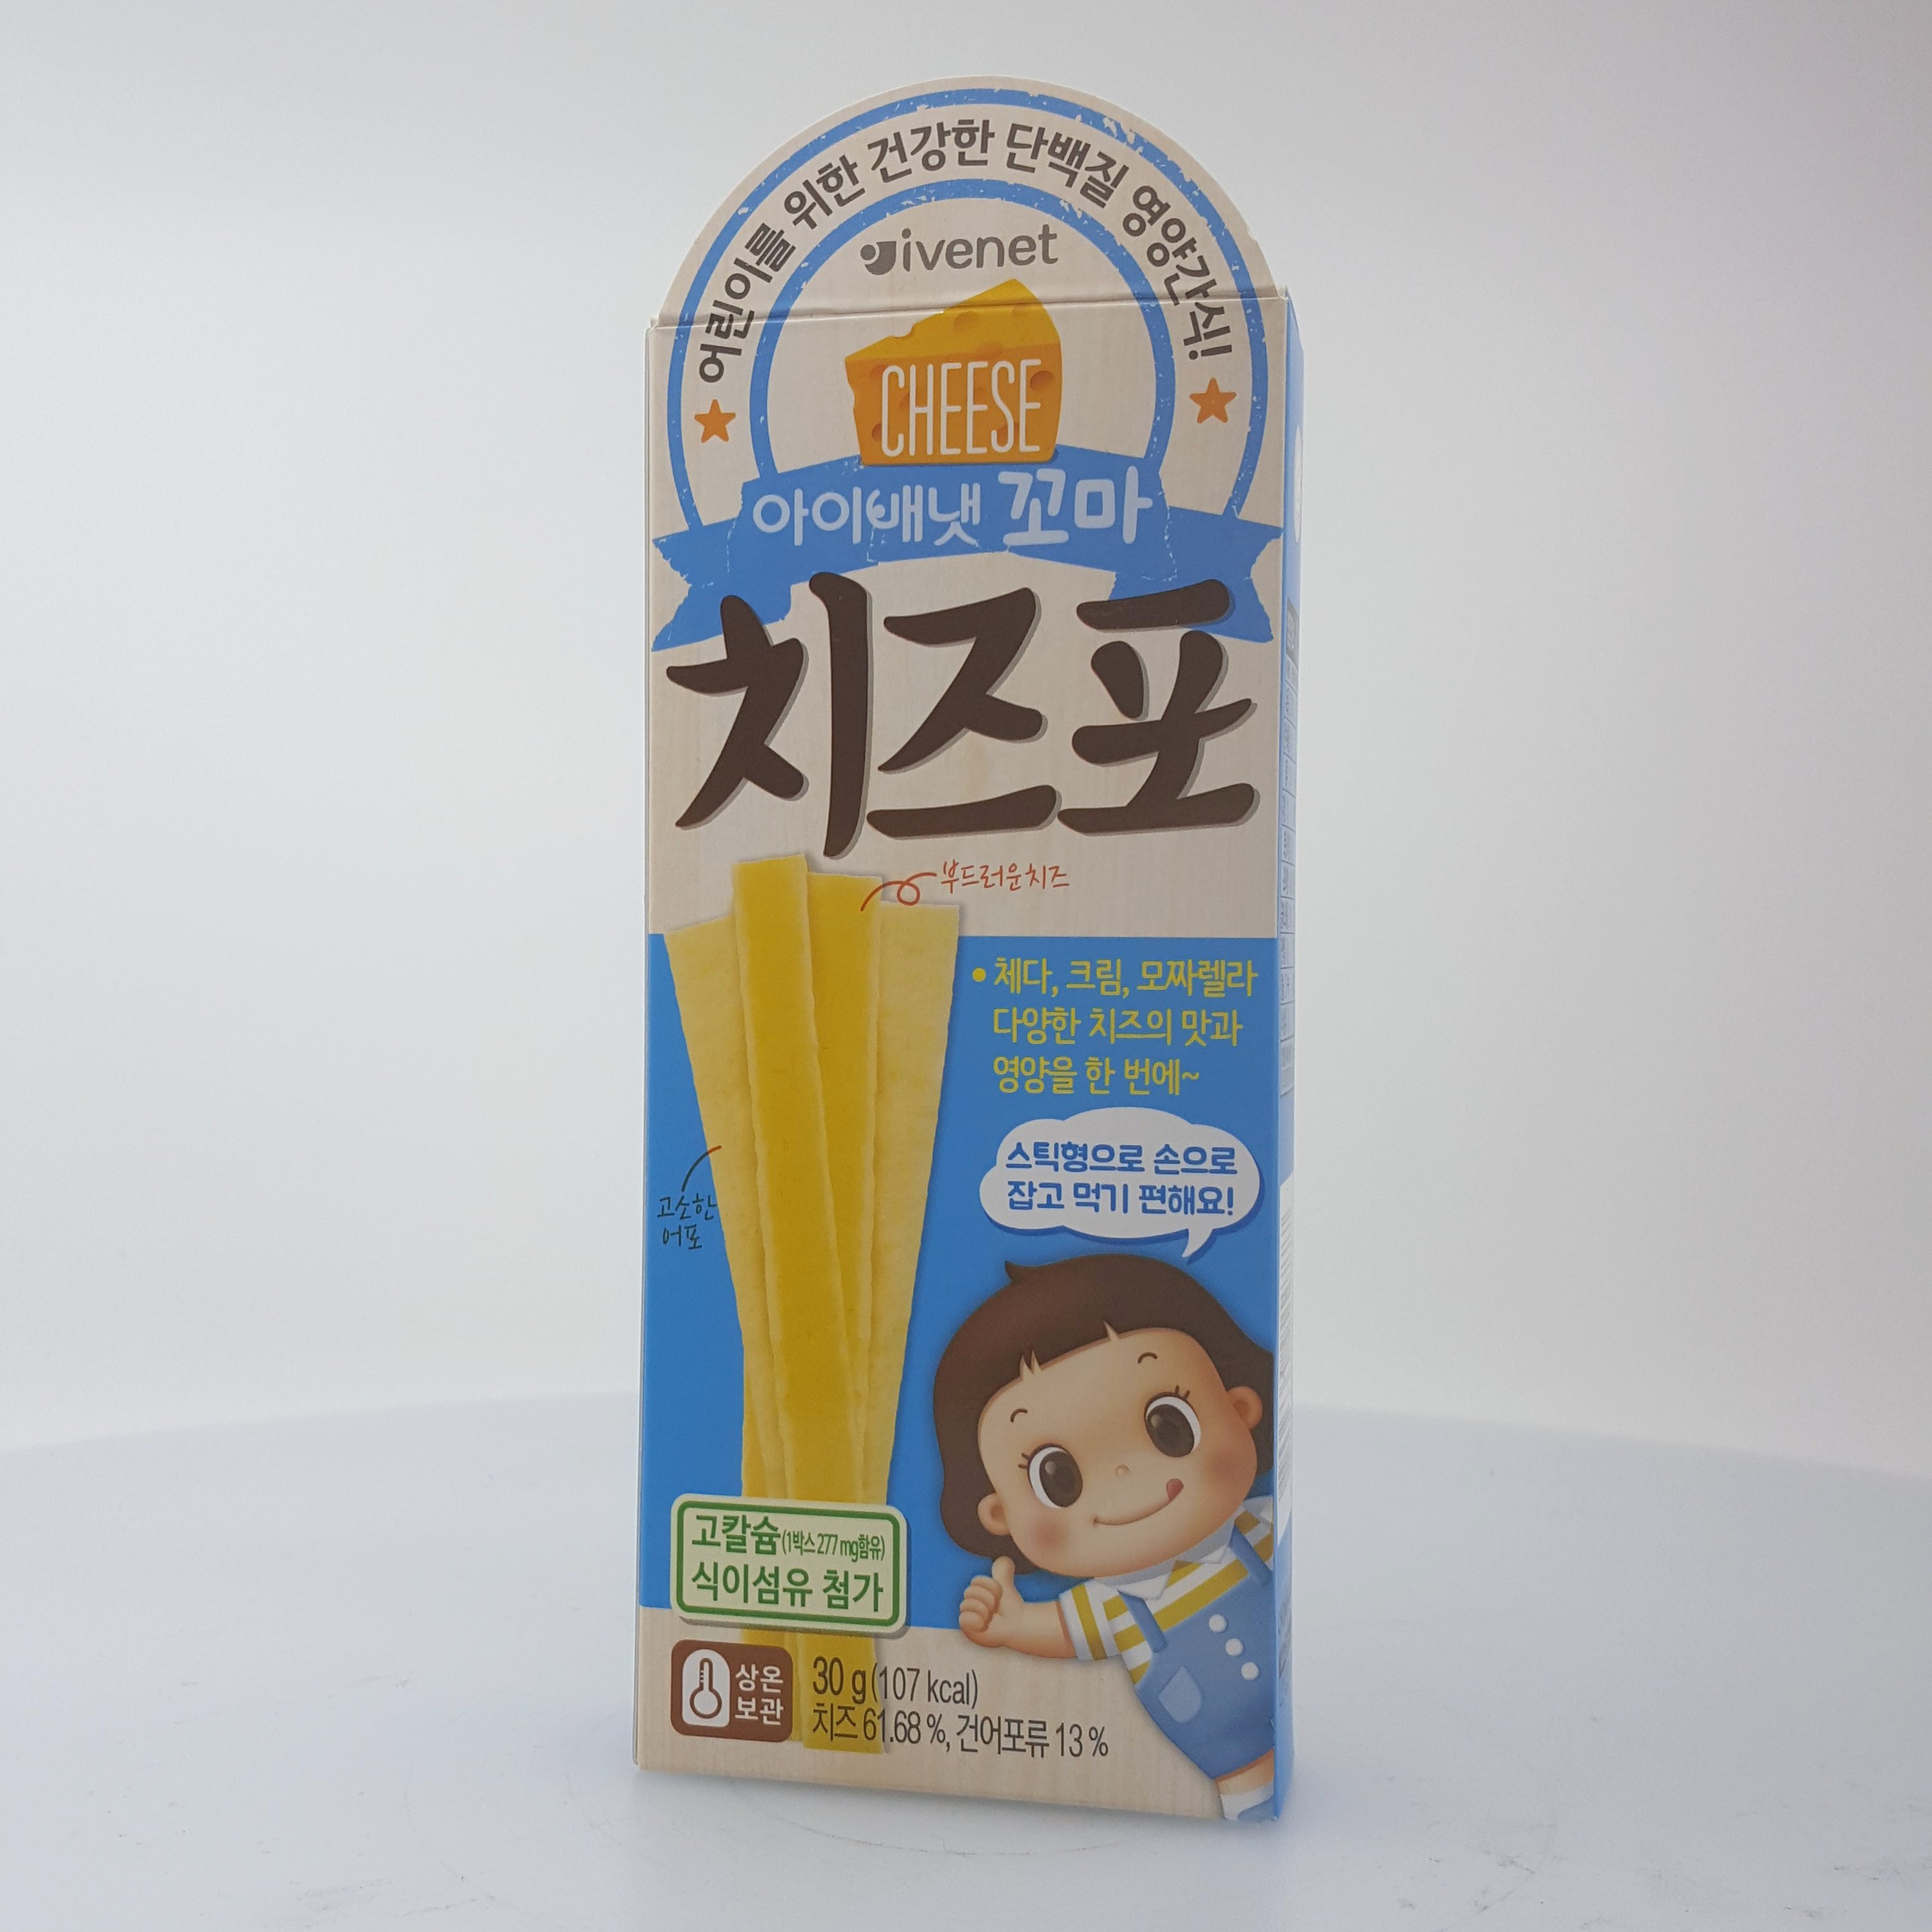 어린이를 위한 건강한 단백질 영양간식!
ivenet
CHEESE
아이배냇 꼬마
치즈포
부드러운치즈
• 체다, 크림, 모짜렐라
다양한 치즈의 맛과
영양을 한 번에~
스틱형으로 손으로
잡고 먹기 편해요!
고소한
어포
고칼슘(1박스 277 mg함유)
식이섬유 첨가
상온
보관
30 g(107 kcal)
치즈 61.68 %, 건어포류 13 %